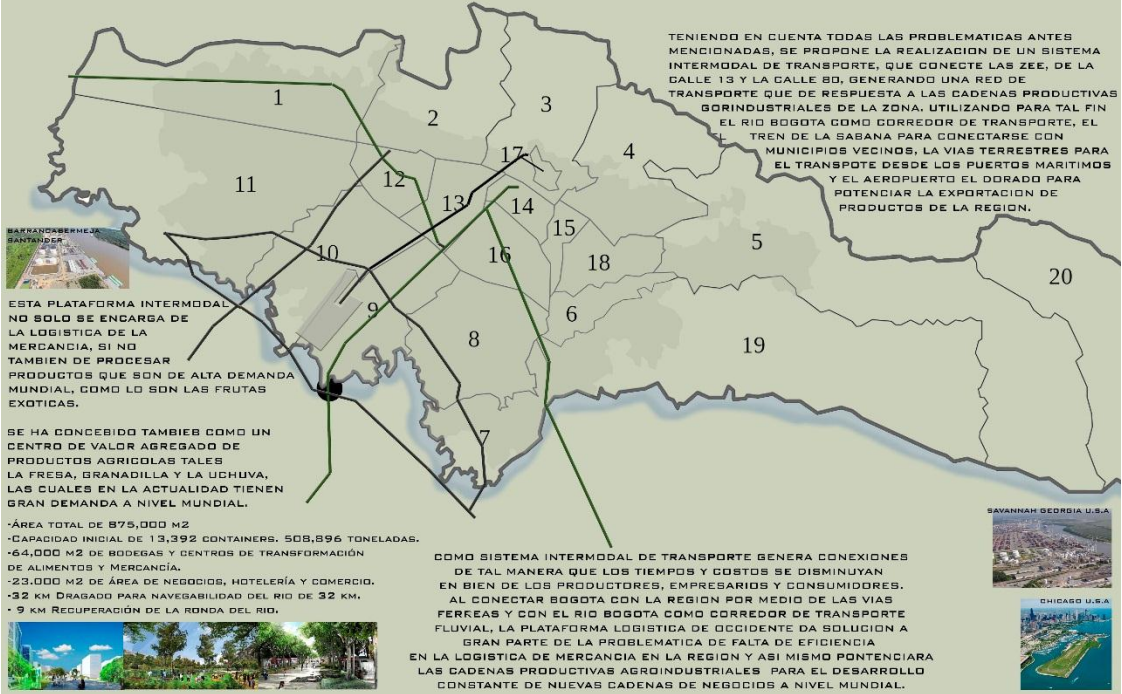 TENIENDO EN CUENTA TODAS LAS PROBLEMATICAS ANTES
MENCIONADAS, SE PROPONE LA REALIZACION DE UN SISTEMA
INTERMODAL DE TRANSPORTE, QUE CONECTE LAS ZEE, DE LA
CALLE 13 Y LA CALLE 80, GENERANDO UNA RED DE
TRANSPORTE QUE DE RESPUESTA A LAS CADENAS PRODUCTIVAS
GORINDUSTRIALES DE LA ZONA. UTILIZANDO PARA TAL FIN
EL RIO BOGOTA COMO CORREDOR DE TRANSPORTE, EL
TREN DE LA SABANA PARA CONECTARSE CON
MUNICIPIOS VECINOS, LA VIAS TERRESTRES PARA
EL TRANSPOTE DESDE LOS PUERTOS MARITIMOS
Y EL AEROPUERTO EL DORADO PARA
POTENCIAR LA EXPORTACION DE
PRODUCTOS DE LA REGION.
1
2
3
4
17
11
12
13
14
15
5
10
16
18
20
9
6
8
19
7
BARRANCABERMEJA
SANTANDER
ESTA PLATAFORMA INTERMODAL
NO SOLO SE ENCARGA DE
LA LOGISTICA DE LA
MERCANCIA, SI NO
TAMBIEN DE PROCESAR
PRODUCTOS QUE SON DE ALTA DEMANDA
MUNDIAL, COMO LO SON LAS FRUTAS
EXOTICAS.
SE HA CONCEBIDO TAMBIEB COMO UN
CENTRO DE VALOR AGREGADO DE
PRODUCTOS AGRICOLAS TALES
LA FRESA, GRANADILLA Y LA UCHUVA,
LAS CUALES EN LA ACTUALIDAD TIENEN
GRAN DEMANDA A NIVEL MUNDIAL.
-ÁREA TOTAL DE 875,000 M2
-CAPACIDAD INICIAL DE 13,392 CONTAINERS. 508,896 TONELADAS.
-64,000 M2 DE BODEGAS Y CENTROS DE TRANSFORMACIÓN
DE ALIMENTOS Y MERCANCÍA.
-23.000 M2 DE ÁREA DE NEGOCIOS, HOTELERÍA Y COMERCIO.
-32 KM DRAGADO PARA NAVEGABILIDAD DEL RIO DE 32 KM.
- 9 KM RECUPERACIÓN DE LA RONDA DEL RIO.
COMO SISTEMA INTERMODAL DE TRANSPORTE GENERA CONEXIONES
DE TAL MANERA QUE LOS TIEMPOS Y COSTOS SE DISMINUYAN
EN BIEN DE LOS PRODUCTORES, EMPRESARIOS Y CONSUMIDORES.
AL CONECTAR BOGOTA CON LA REGION POR MEDIO DE LAS VIAS
FERREAS Y CON EL RIO BOGOTA COMO CORREDOR DE TRANSPORTE
FLUVIAL, LA PLATAFORMA LOGISTICA DE OCCIDENTE DA SOLUCION A
GRAN PARTE DE LA PROBLEMATICA DE FALTA DE EFICIENCIA
EN LA LOGISTICA DE MERCANCIA EN LA REGION Y ASI MISMO PONTENCIARA
LAS CADENAS PRODUCTIVAS AGROINDUSTRIALES PARA EL DESARROLLO
CONSTANTE DE NUEVAS CADENAS DE NEGOCIOS A NIVEL MUNDIAL.
SAVANNAH GEORGIA U.S.A
CHICAGO U.S.A